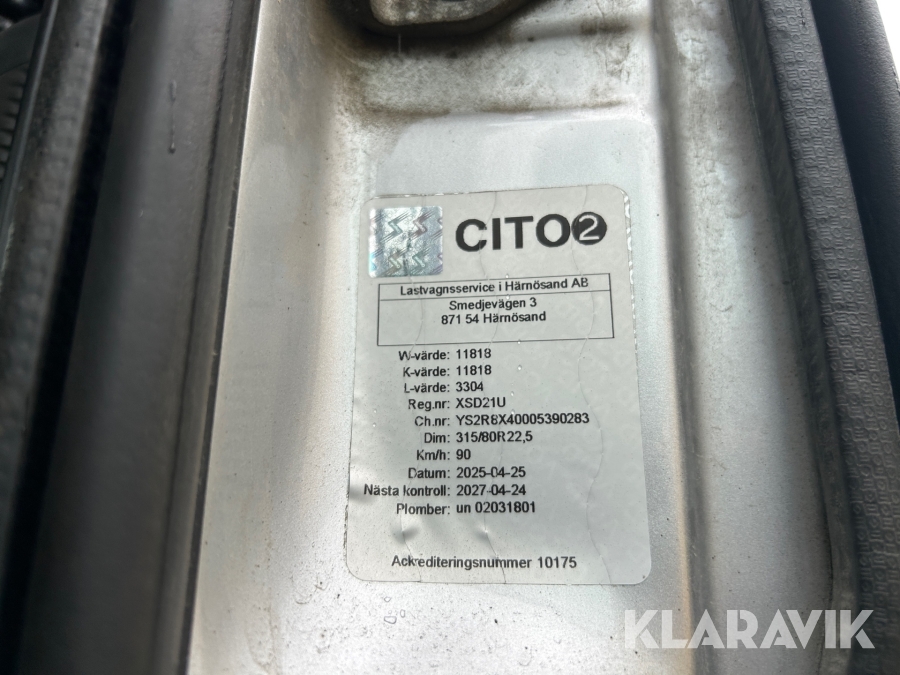 CITO2
Lastvagnsservice i Härnösand AB
Smedjevägen 3
871 54 Härnösand
W-värde: 11818
K-värde: 11818
L-värde: 3304
Reg.nr: XSD21U
Ch.nr: YS2R8X40005390283
Dim: 315/80R22,5
Km/h: 90
Datum: 2025-04-25
Nästa kontroll: 2027-04-24
Plomber: un 02031801
Ackrediteringsnummer 10175
KLARAVIK